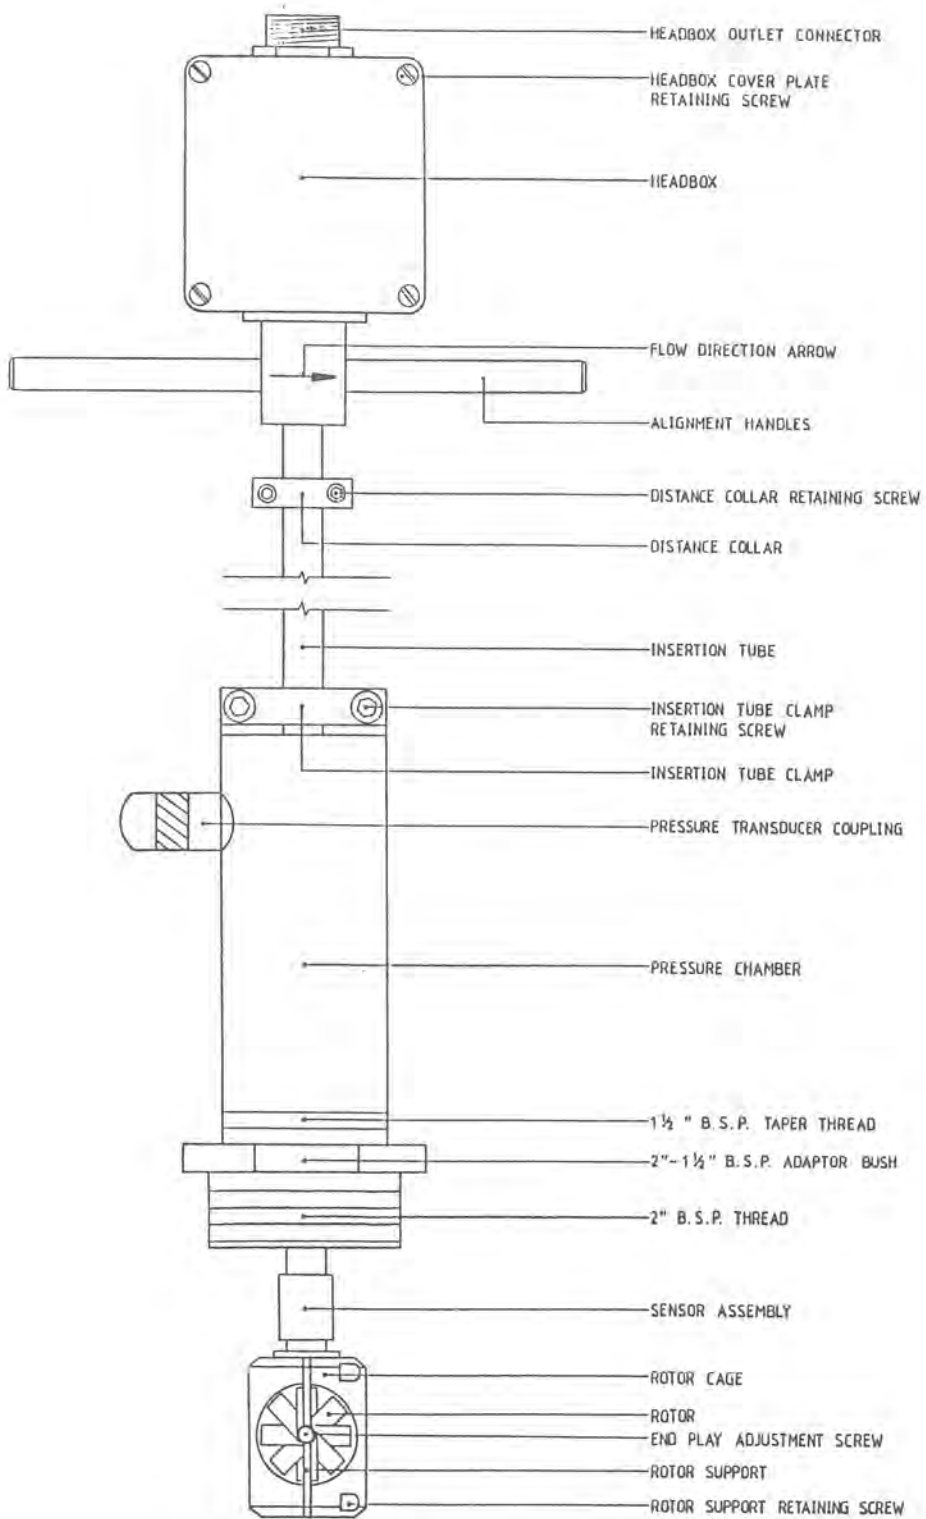 HEADBOX OUTLET CONNECTOR
HEADBOX COVER PLATE
RETAINING SCREW
HEADBOX
FLOW DIRECTION ARROW
ALIGNMENT HANDLES
DISTANCE COLLAR RETAINING SCREW
DISTANCE COLLAR
INSERTION TUBE
INSERTION TUBE CLAMP
RETAINING SCREW
INSERTION TUBE CLAMP
PRESSURE TRANSDUCER COUPLING
PRESSURE CHAMBER
1½ " B.S.P. TAPER THREAD
2"-1½" B.S.P. ADAPTOR BUSH
2" B.S.P. THREAD
SENSOR ASSEMBLY
ROTOR CAGE
ROTOR
END PLAY ADJUSTMENT SCREW
ROTOR SUPPORT
ROTOR SUPPORT RETAINING SCREW